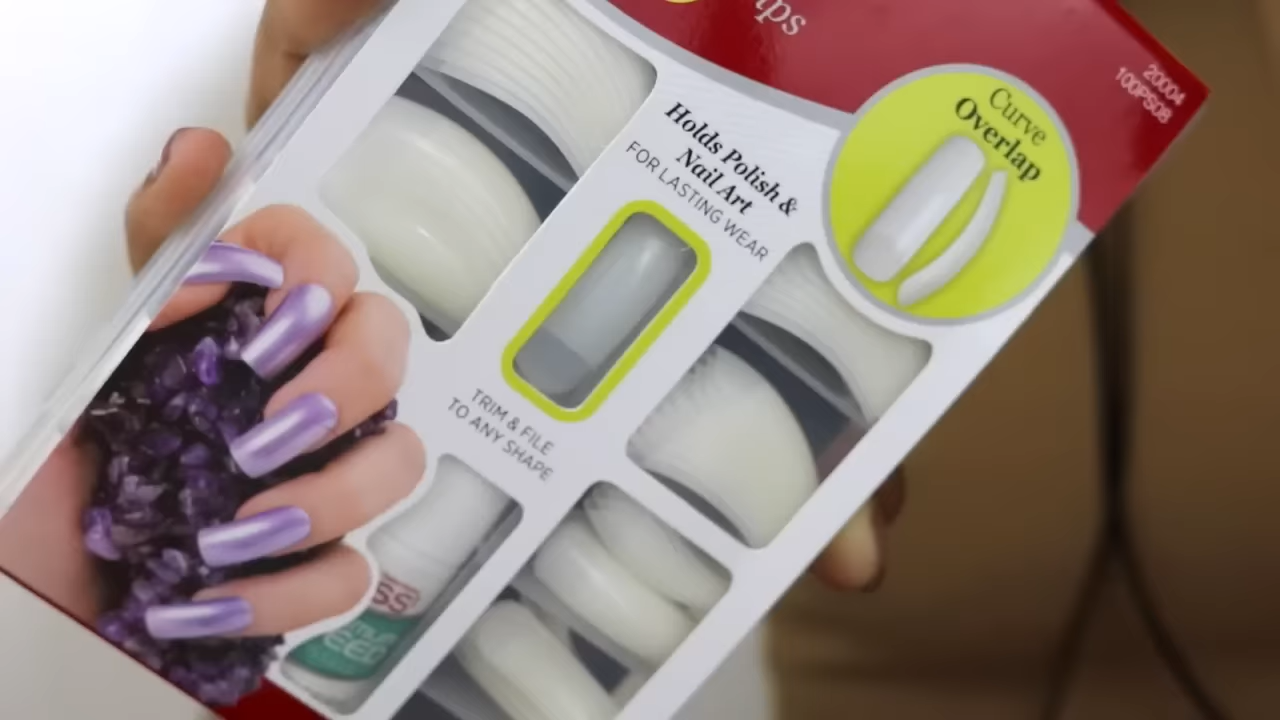 20004
100PS08
Curve
Overlap
Holds Polish &
Nail Art
FOR LASTING WEAR
TRIM & FILE
TO ANY SHAPE